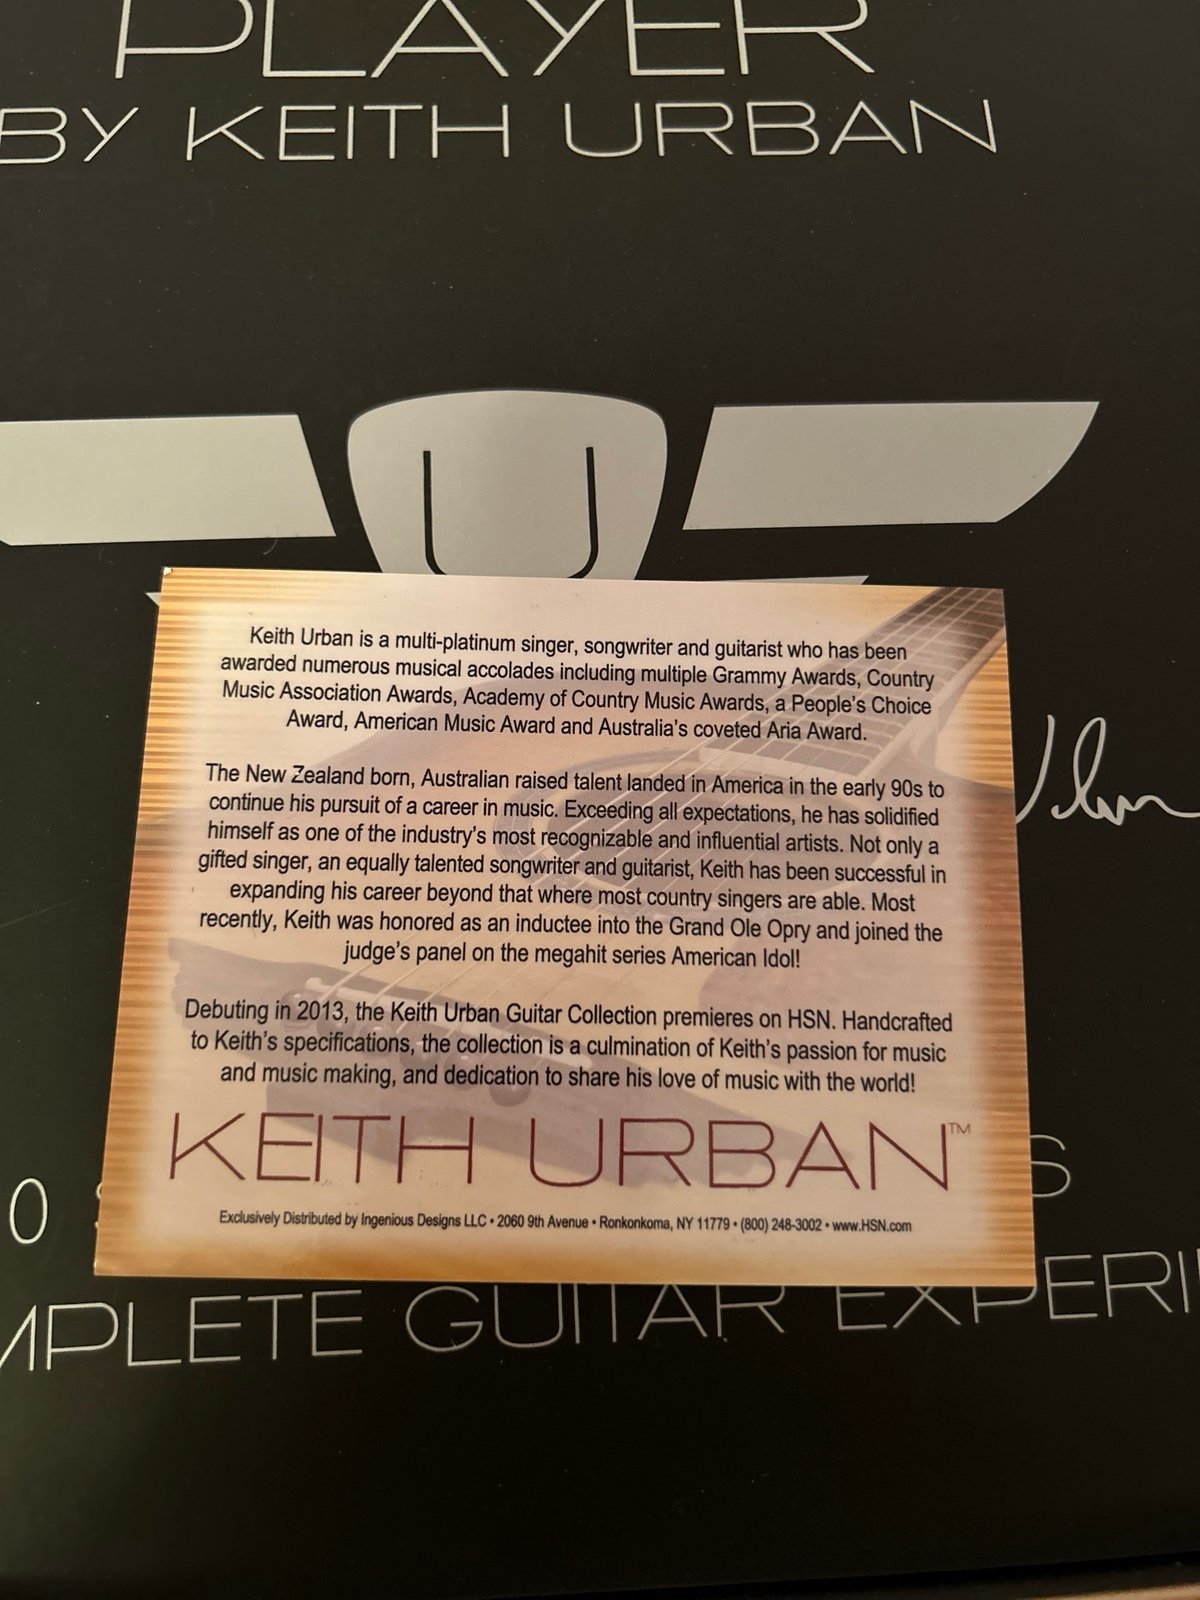 PLAYER
BY KEITH URBAN
Keith Urban is a multi-platinum singer, songwriter and guitarist who has been
awarded numerous musical accolades including multiple Grammy Awards, Country
Music Association Awards, Academy of Country Music Awards, a People's Choice
Award, American Music Award and Australia's coveted Aria Award.
The New Zealand born, Australian raised talent landed in America in the early 90s to
continue his pursuit of a career in music. Exceeding all expectations, he has solidified
himself as one of the industry's most recognizable and influential artists. Not only a
gifted singer, an equally talented songwriter and guitarist, Keith has been successful in
expanding his career beyond that where most country singers are able. Most
recently, Keith was honored as an inductee into the Grand Ole Opry and joined the
judge's panel on the megahit series American Idol!
Debuting in 2013, the Keith Urban Guitar Collection premieres on HSN. Handcrafted
to Keith's specifications, the collection is a culmination of Keith's passion for music
and music making, and dedication to share his love of music with the world!
KEITH URBAN™
Exclusively Distributed by Ingenious Designs LLC • 2060 9th Avenue • Ronkonkoma, NY 11779 • (800) 248-3002 • www.HSN.com
MPLETE GUITAR EXPERI